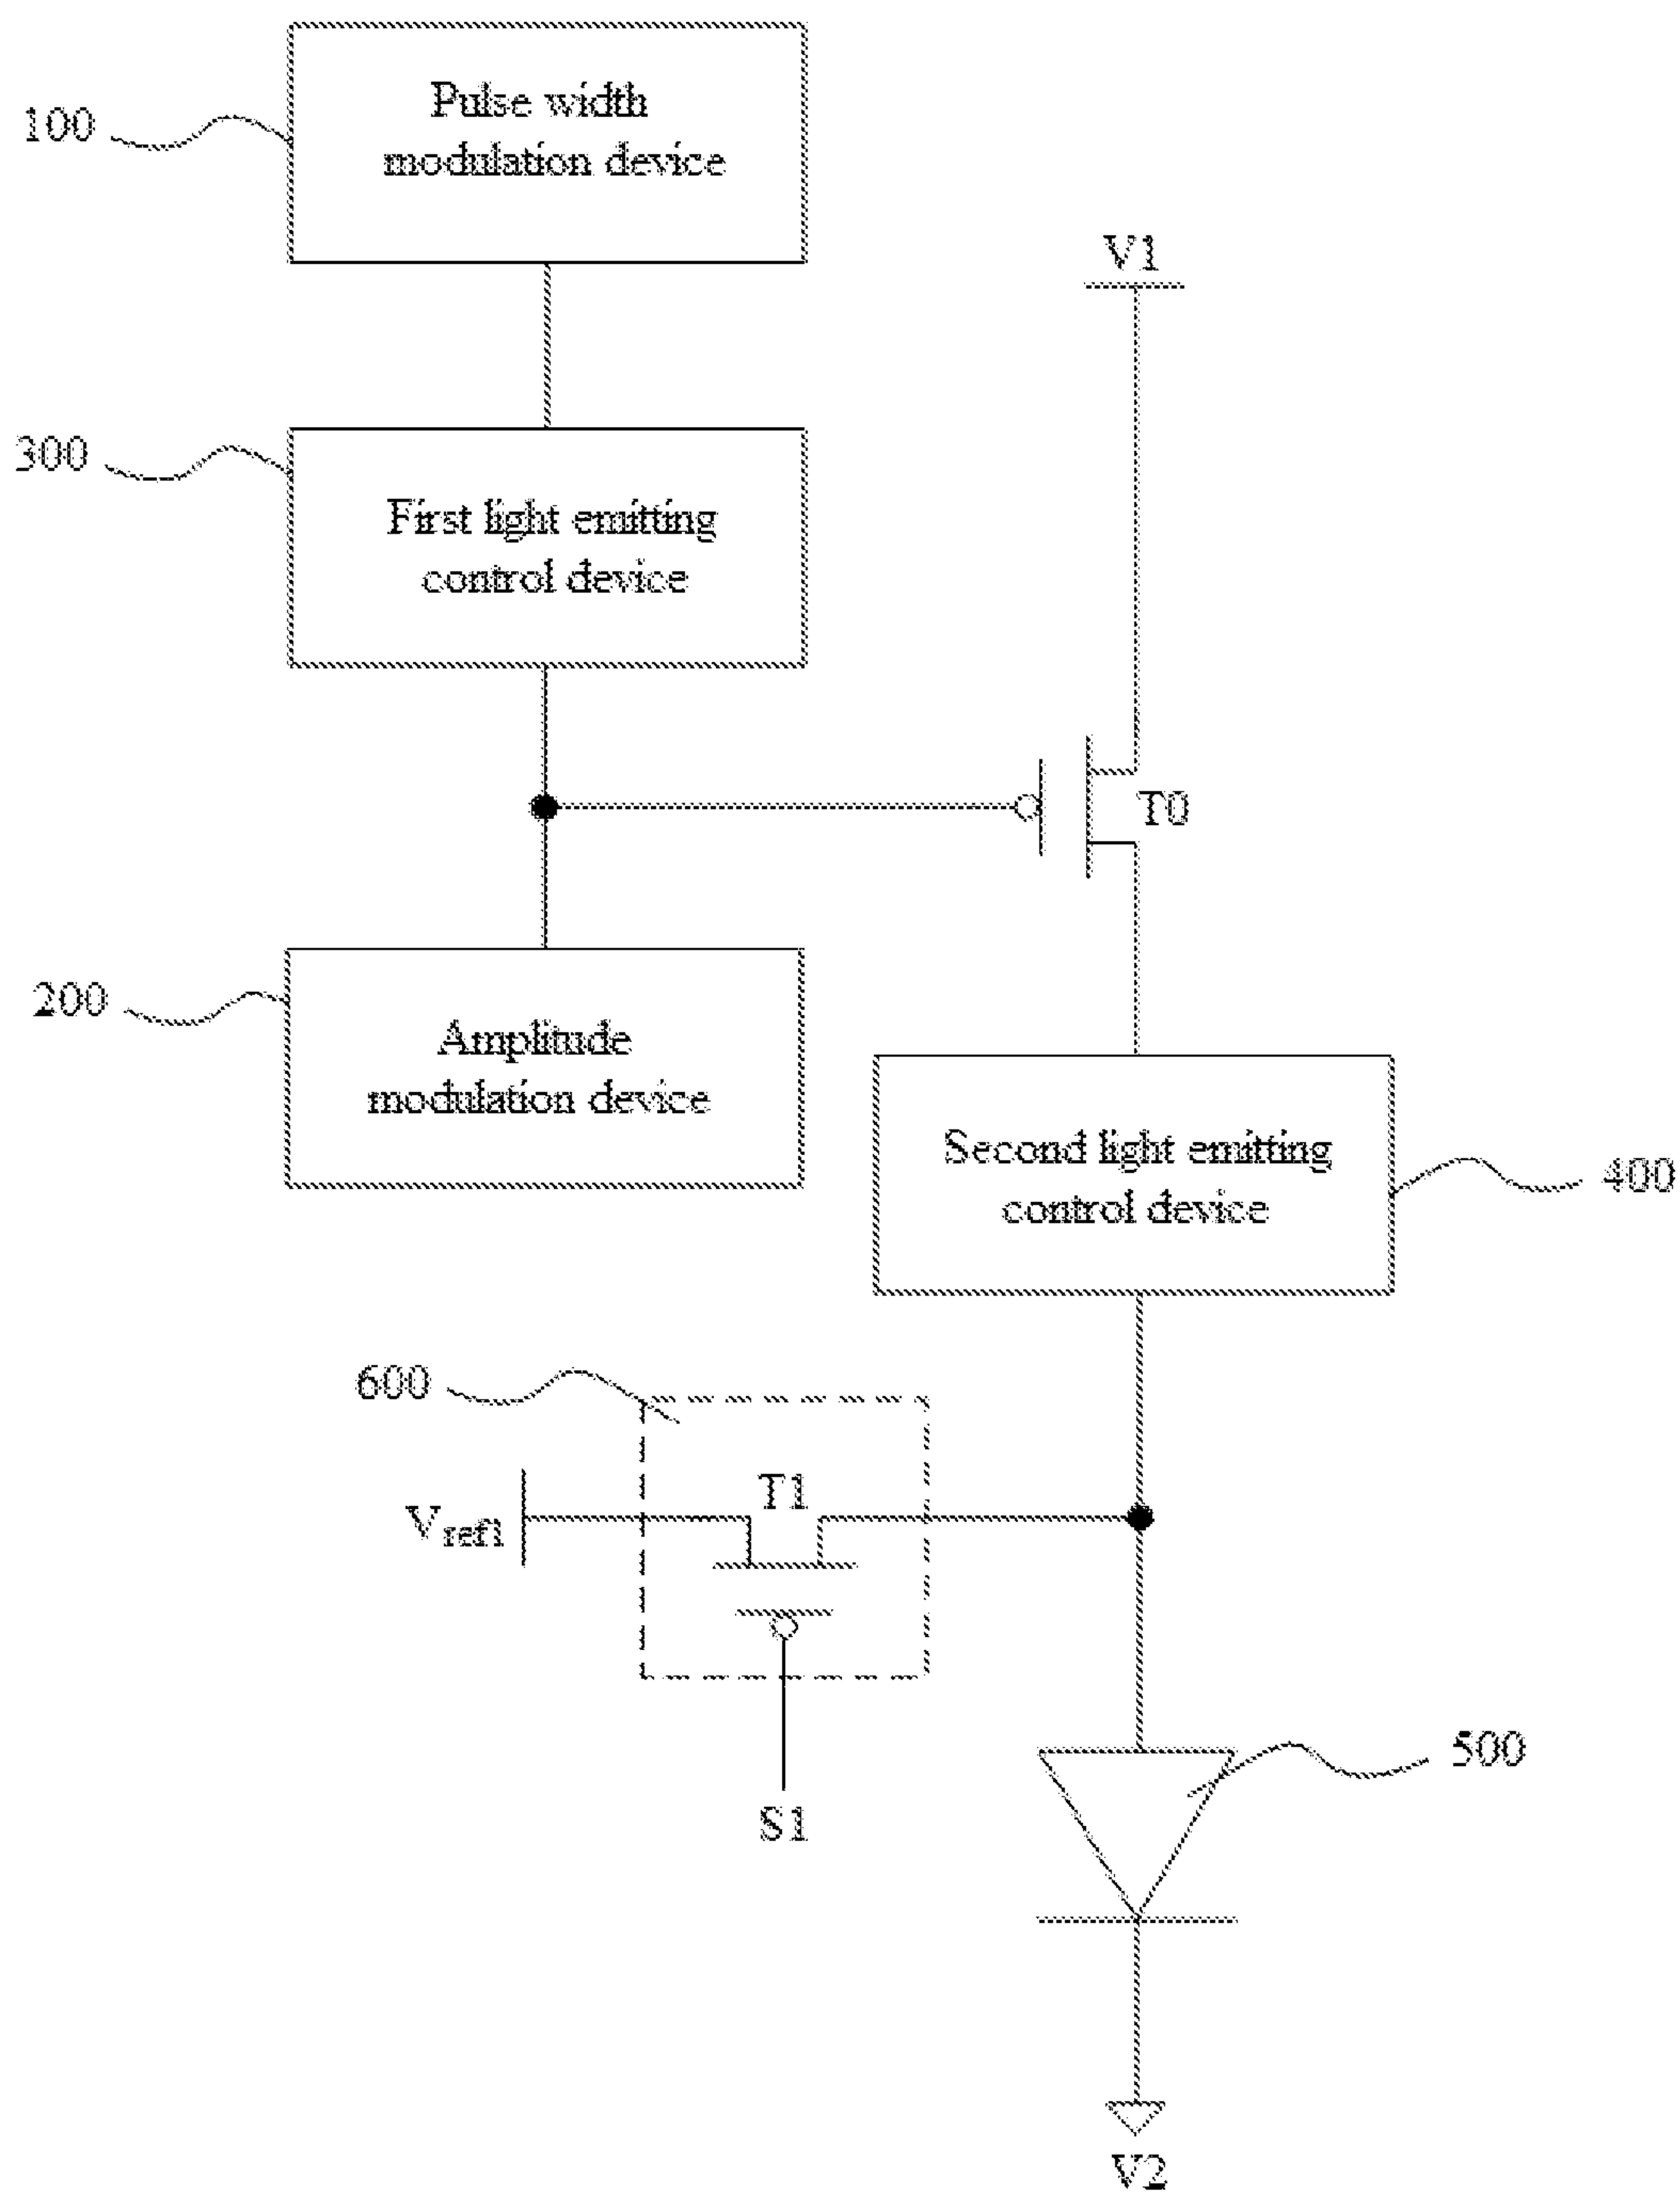 100
Pulse width
modulation device
V1
300
First light emitting
control device
T0
200
Amplitude
modulation device
Second light emitting
control device
400
600
T1
Vref1
S1
500
V2